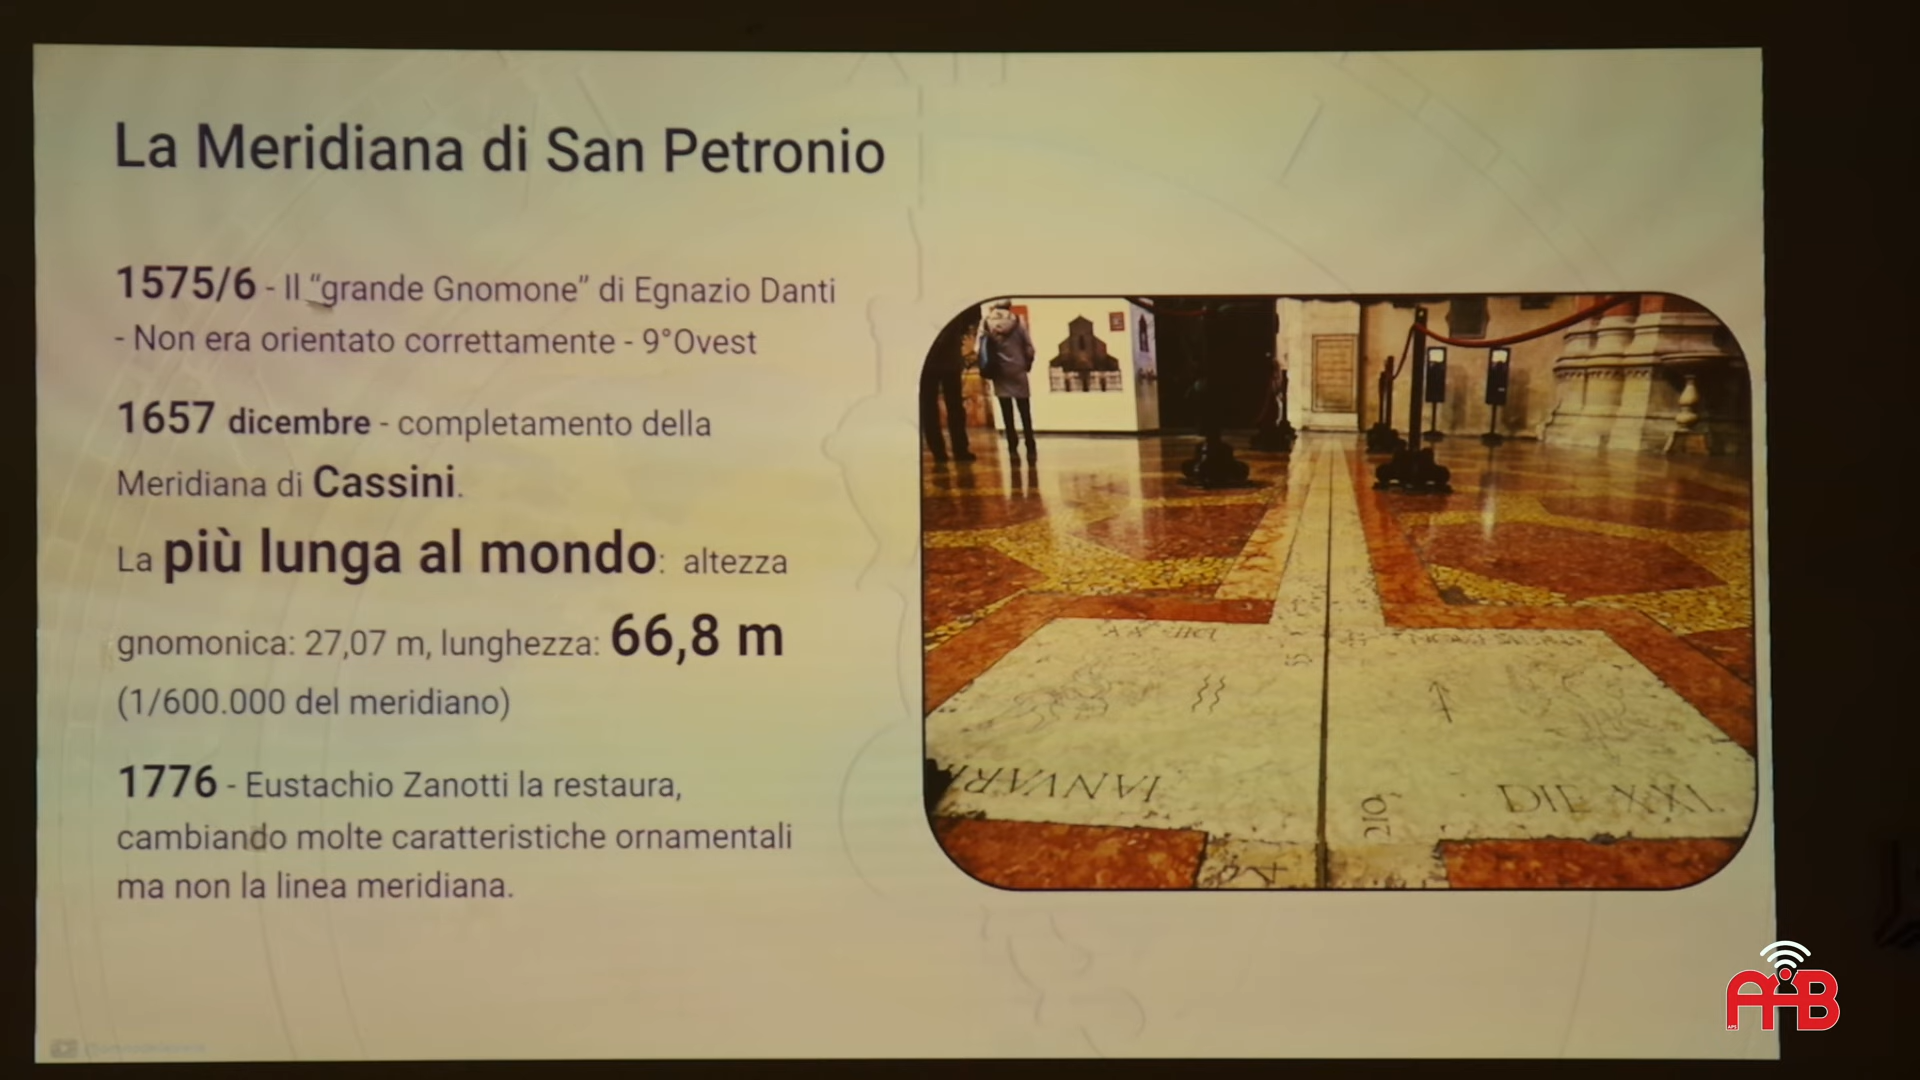 La Meridiana di San Petronio
1575/6 - Il “grande Gnomone” di Egnazio Danti
- Non era orientato correttamente - 9°Ovest
1657 dicembre - completamento della
Meridiana di Cassini.
La più lunga al mondo: altezza
gnomonica: 27,07 m, lunghezza: 66,8 m
(1/600.000 del meridiano)
1776 - Eustachio Zanotti la restaura,
cambiando molte caratteristiche ornamentali
ma non la linea meridiana.
DIE XXI.
210
AB
APS